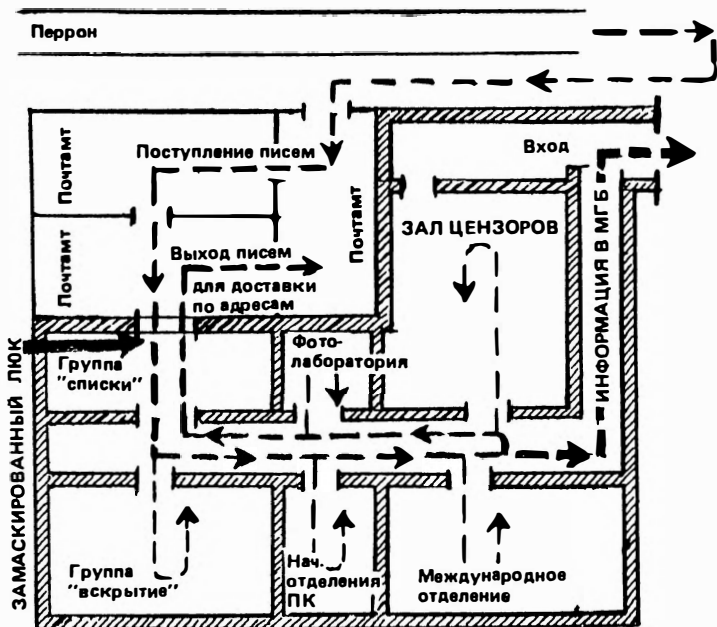 Перрон
Вход
Поступление писем
Почтамт
Почтамт
Почтамт
Выход писем
для доставки
по адресам
ЗАЛ ЦЕНЗОРОВ
ИНФОРМАЦИЯ В МГБ
ЗАМАСКИРОВАННЫЙ ЛЮК
Группа
"списки"
Фото-
лаборатория
Группа
"вскрытие"
Нач.
отделения
ПК
Международное
отделение